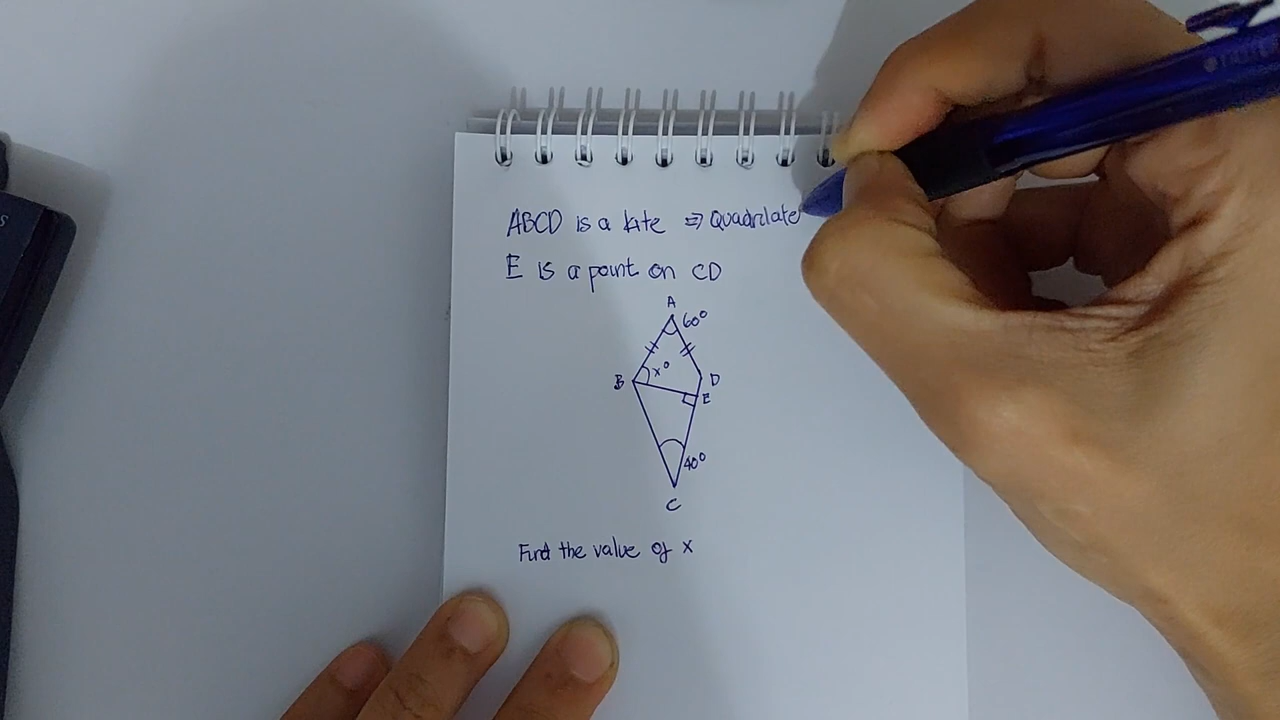 ABCD is a kite ⇒ Quadrilate
E is a point on CD
A
60°
B
x°
D
E
40°
C
Find the value of x